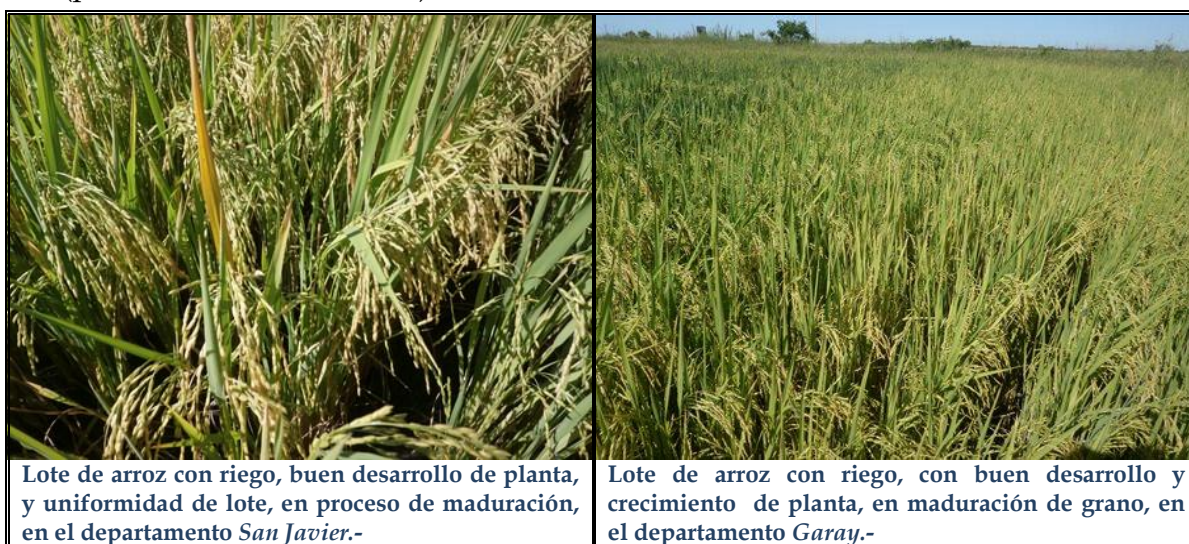 Lote de arroz con riego, buen desarrollo de planta,
y uniformidad de lote, en proceso de maduración,
en el departamento San Javier.-
Lote de arroz con riego, con buen desarrollo y
crecimiento de planta, en maduración de grano, en
el departamento Garay.-